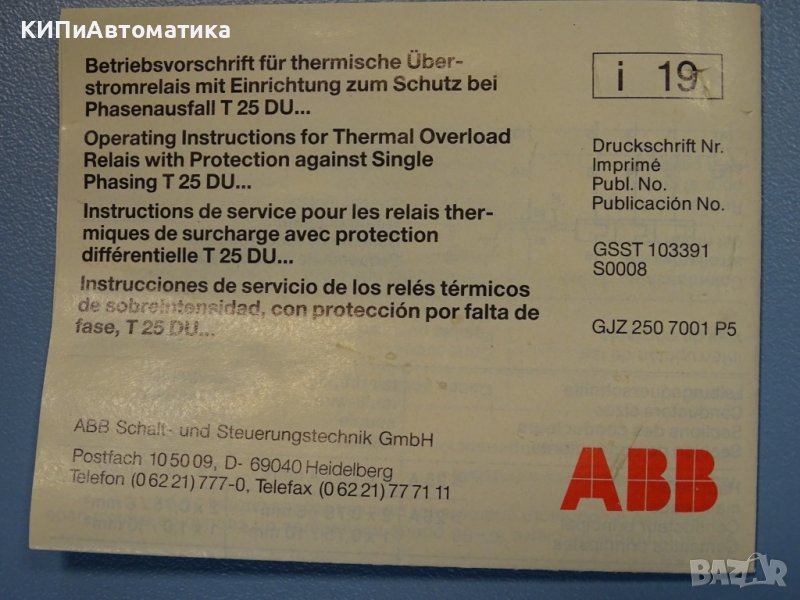 КИПиАвтоматика
Betriebsvorschrift für thermische Über-
stromrelais mit Einrichtung zum Schutz bei
Phasenausfall T 25 DU...
Operating Instructions for Thermal Overload
Relais with Protection against Single
Phasing T 25 DU...
Instructions de service pour les relais ther-
miques de surcharge avec protection
différentielle T 25 DU...
Instrucciones de servicio de los relés térmicos
de sobreintensidad, con protección por falta de
fase, T 25 DU...
i 19
Druckschrift Nr.
Imprimé
Publ. No.
Publicación No.
GSST 103391
S0008
GJZ 250 7001 P5
ABB Schalt- und Steuerungstechnik GmbH
Postfach 10 50 09, D- 69040 Heidelberg
Telefon (0 62 21) 777-0, Telefax (0 62 21) 77 71 11
ABB
BAZAR